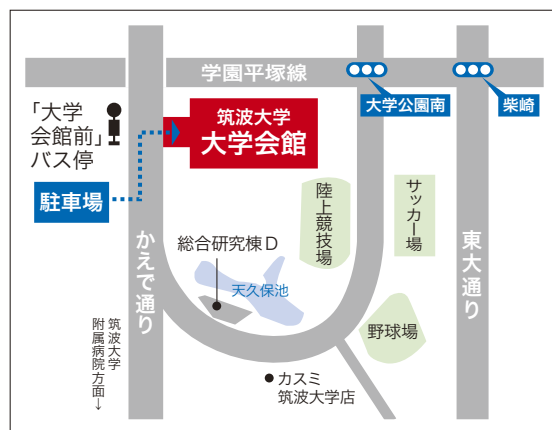 学園平塚線
大学公園南
柴崎
「大学
会館前」
バス停
筑波大学
大学会館
駐車場
陸上競技場
サッカー場
かえで通り
東大通り
総合研究棟D
天久保池
野球場
筑波大学
附属病院方面→
カスミ
筑波大学店